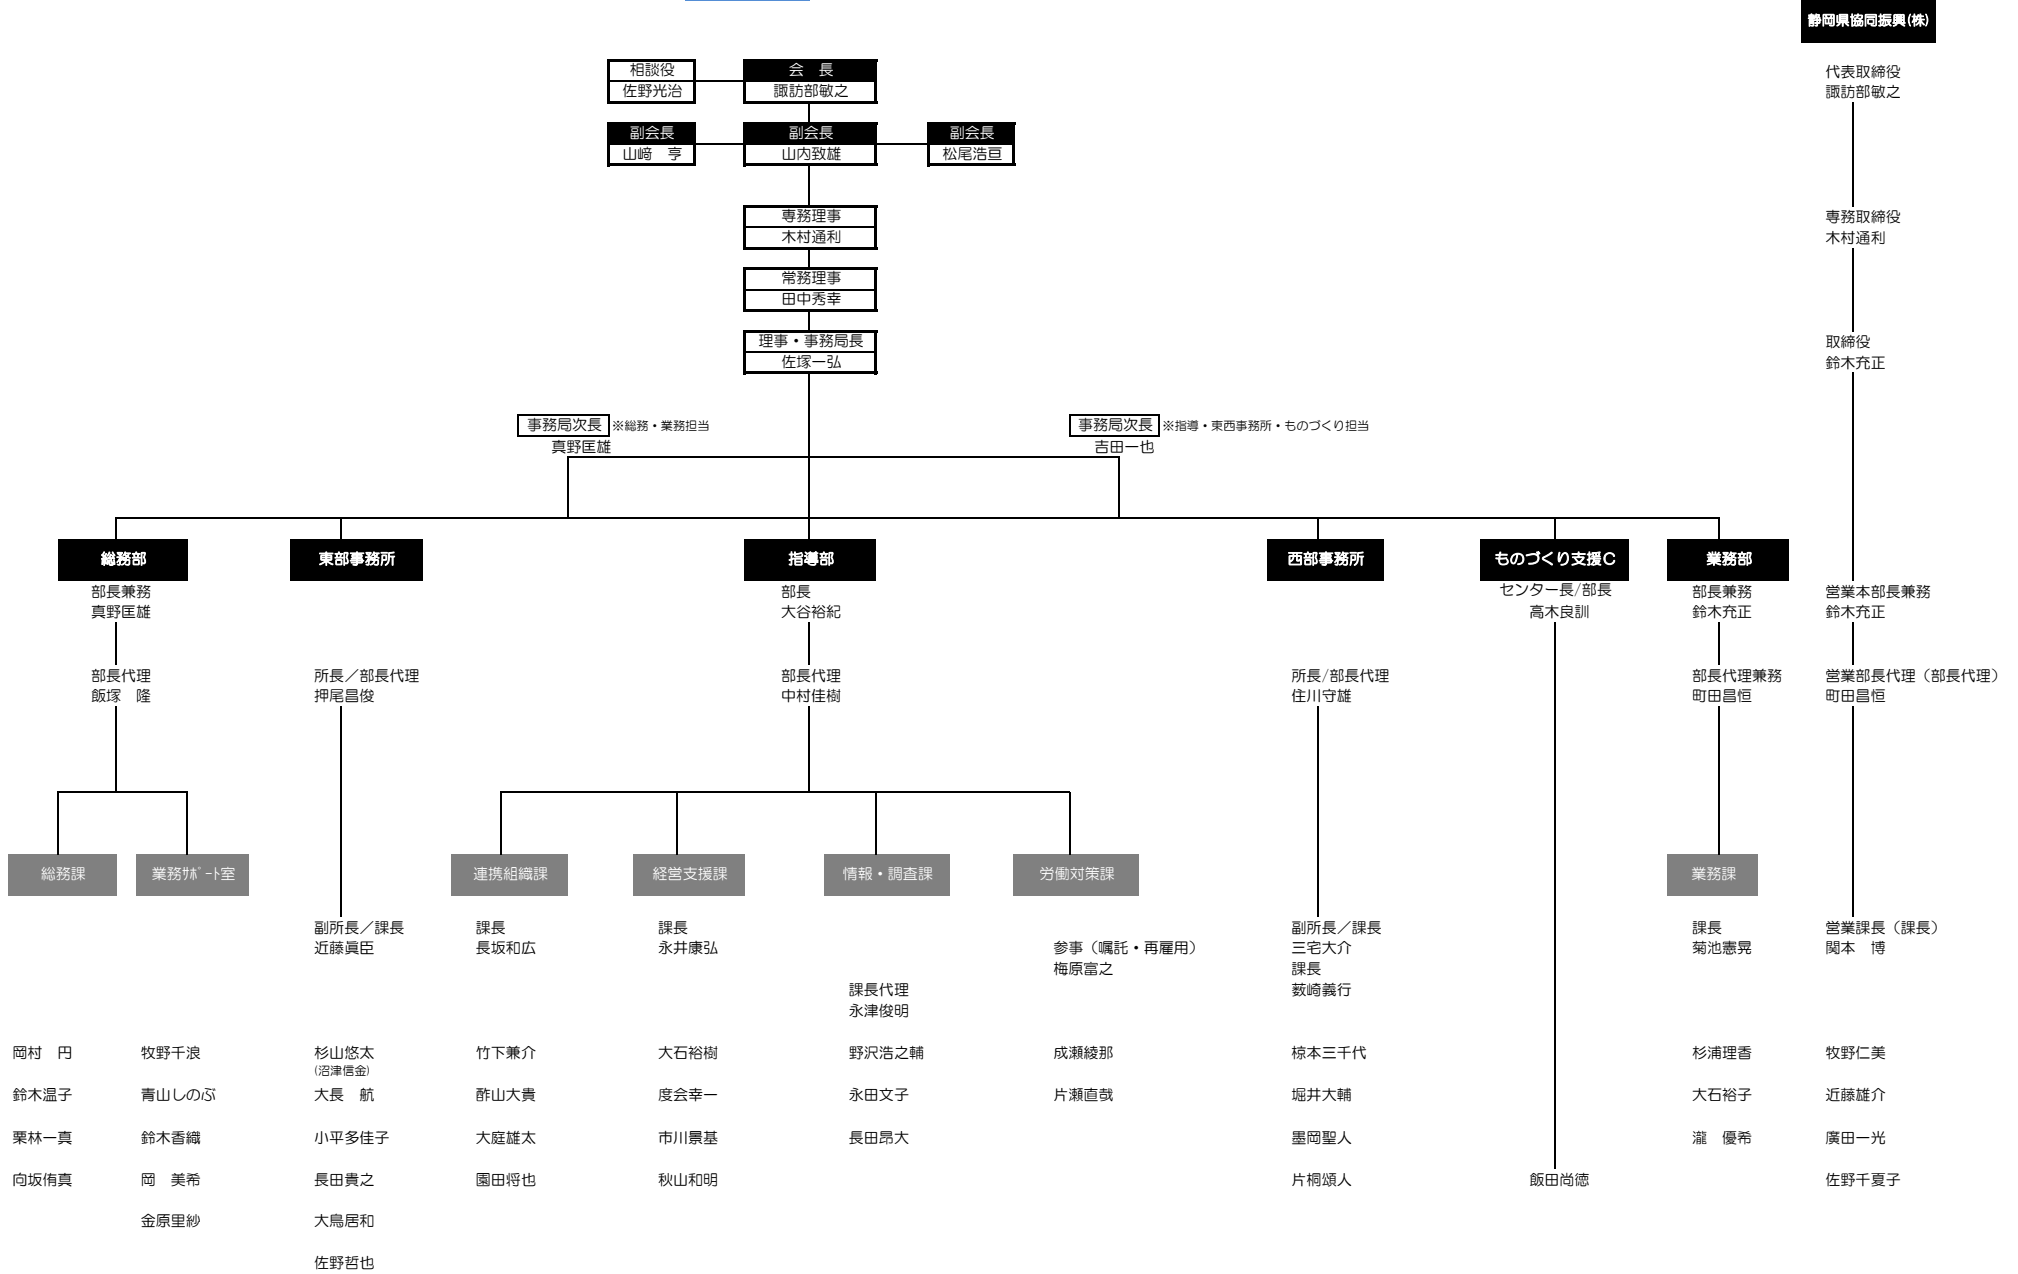 静岡県協同振興(株)
代表取締役
諏訪部敏之
専務取締役
木村通利
取締役
鈴木充正
相談役
佐野光治
会　長
諏訪部敏之
副会長
山﨑　亨
副会長
山内致雄
副会長
松尾浩亘
専務理事
木村通利
常務理事
田中秀幸
理事・事務局長
佐塚一弘
事務局次長 ※総務・業務担当
真野匡雄
事務局次長 ※指導・東西事務所・ものづくり担当
吉田一也
総務部
部長兼務
真野匡雄
部長代理
飯塚　隆
総務課
岡村　円
鈴木温子
栗林一真
向坂侑真
業務ｻﾎﾟｰﾄ室
牧野千浪
青山しのぶ
鈴木香織
岡　美希
金原里紗
東部事務所
所長／部長代理
押尾昌俊
副所長／課長
近藤眞臣
杉山悠太
(沼津信金)
大長　航
小平多佳子
長田貴之
大鳥居和
佐野哲也
指導部
部長
大谷裕紀
部長代理
中村佳樹
連携組織課
課長
長坂和広
竹下兼介
酢山大貴
大庭雄太
園田将也
経営支援課
課長
永井康弘
大石裕樹
度会幸一
市川景基
秋山和明
情報・調査課
課長代理
永津俊明
野沢浩之輔
永田文子
長田昂大
労働対策課
参事（嘱託・再雇用）
梅原富之
成瀬綾那
片瀬直哉
西部事務所
所長/部長代理
住川守雄
副所長／課長
三宅大介
課長
薮崎義行
椋本三千代
堀井大輔
墨岡聖人
片桐頌人
ものづくり支援Ｃ
センター長/部長
高木良訓
飯田尚徳
業務部
部長兼務
鈴木充正
部長代理兼務
町田昌恒
業務課
課長
菊池憲晃
杉浦理香
大石裕子
瀧　優希
営業本部長兼務
鈴木充正
営業部長代理（部長代理）
町田昌恒
営業課長（課長）
関本　博
牧野仁美
近藤雄介
廣田一光
佐野千夏子